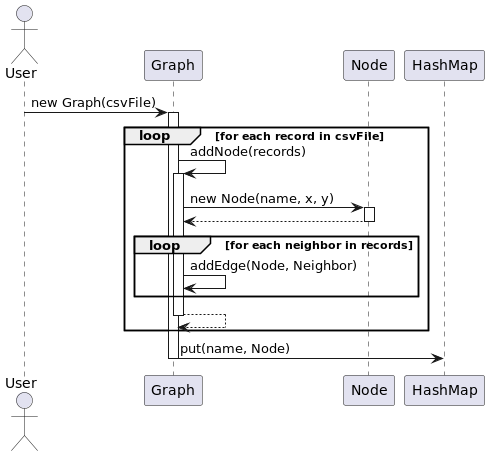 User
Graph
Node
HashMap
new Graph(csvFile)
loop
[for each record in csvFile]
addNode(records)
new Node(name, x, y)
loop
[for each neighbor in records]
addEdge(Node, Neighbor)
put(name, Node)
User
Graph
Node
HashMap